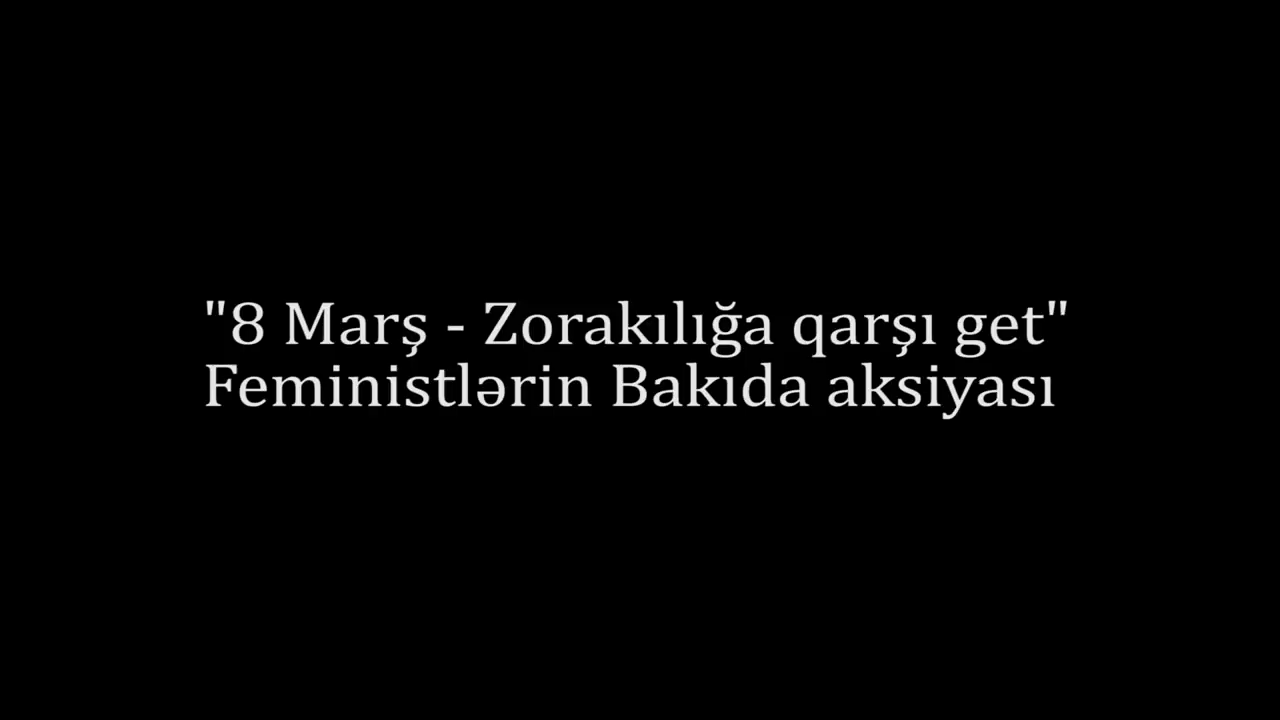 "8 Marş - Zorakılığa qarşı get"
Feministlərin Bakıda aksiyası